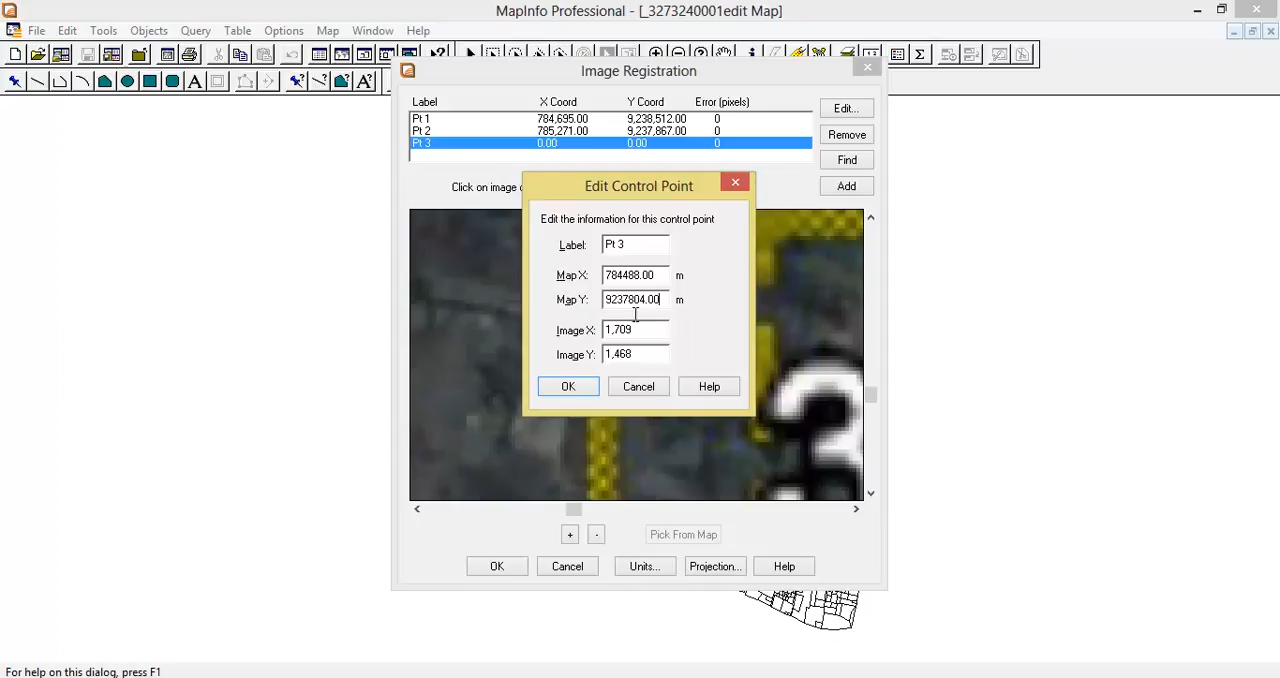 MapInfo Professional - [_3273240001edit Map]
File Edit Tools Objects Query Table Options Map Window Help
Image Registration
Label X Coord Y Coord Error (pixels)
Pt 1 784,695.00 9,238,512.00 0
Pt 2 785,271.00 9,237,867.00 0
Pt 3 0.00 0.00 0
Edit...
Remove
Find
Add
Click on image
Edit Control Point
Edit the information for this control point
Label: Pt 3
Map X: 784488.00 m
Map Y: 9237804.00 m
Image X: 1,709
Image Y: 1,468
OK Cancel Help
3
+ - Pick From Map
OK Cancel Units... Projection... Help
For help on this dialog, press F1